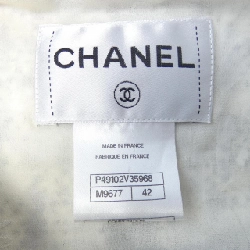 CHANEL
MADE IN FRANCE
FABRIQUE EN FRANCE
P49102V35968
M9677 42